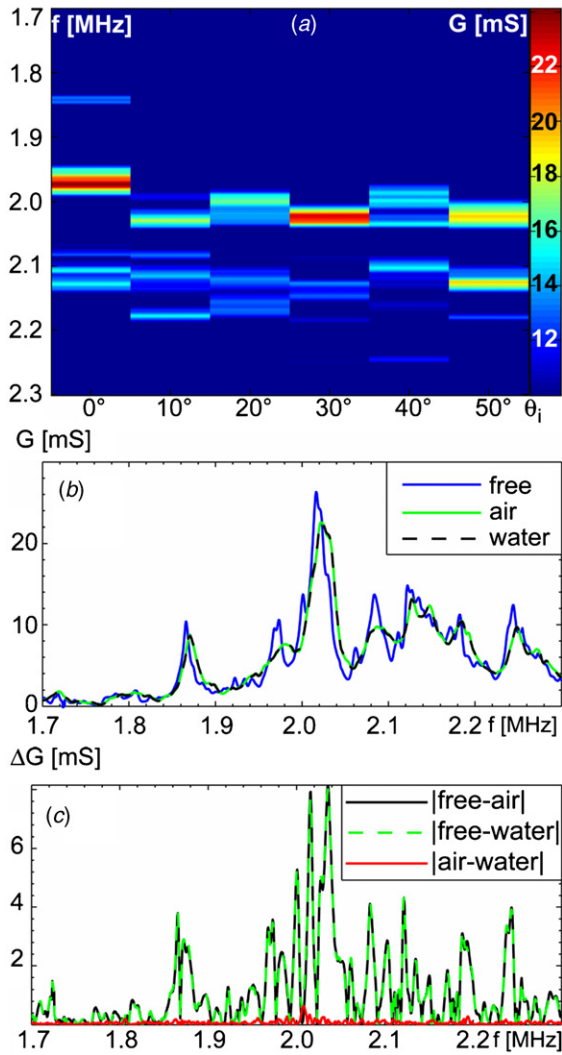 f [MHz] (a) G [mS]
1.7
1.8
1.9
2.0
2.1
2.2
2.3
22
20
18
16
14
12
0° 10° 20° 30° 40° 50° θi
G [mS]
(b)
free
air
water
20
10
0
1.7 1.8 1.9 2.0 2.1 2.2 f [MHz]
ΔG [mS]
(c)
|free-air|
|free-water|
|air-water|
6
4
2
1.7 1.8 1.9 2.0 2.1 2.2 f [MHz]